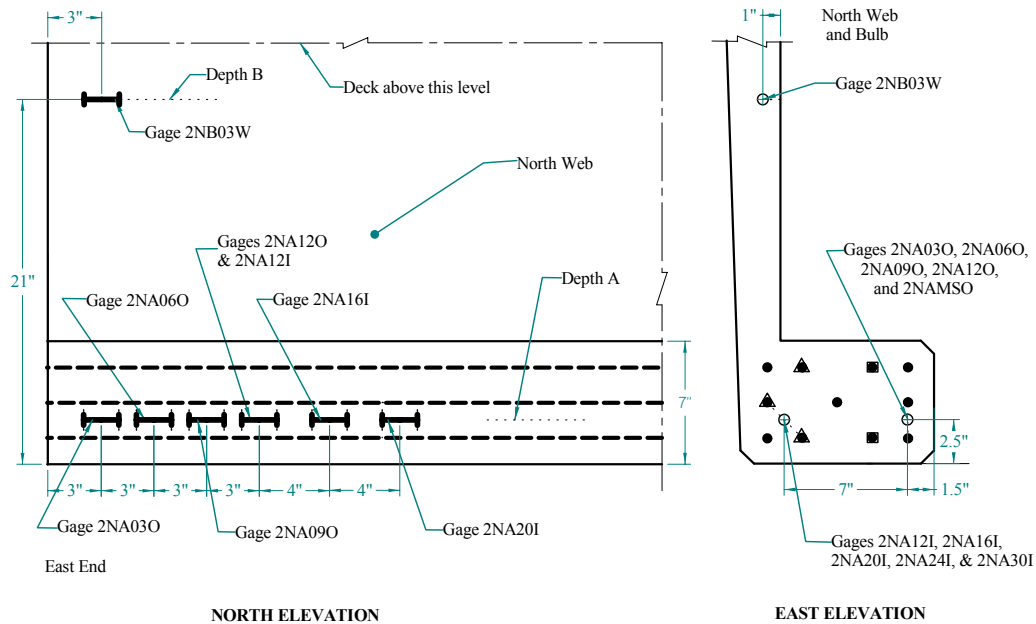 3"
Depth B
Deck above this level
Gage 2NB03W
North Web
Gages 2NA12O
& 2NA12I
21"
Gage 2NA06O
Gage 2NA16I
Depth A
7"
3"
3"
3"
3"
4"
4"
Gage 2NA03O
Gage 2NA09O
Gage 2NA20I
East End
NORTH ELEVATION
1"
North Web
and Bulb
Gage 2NB03W
Gages 2NA03O, 2NA06O,
2NA09O, 2NA12O,
and 2NAMSO
2.5"
7"
1.5"
Gages 2NA12I, 2NA16I,
2NA20I, 2NA24I, & 2NA30I
EAST ELEVATION